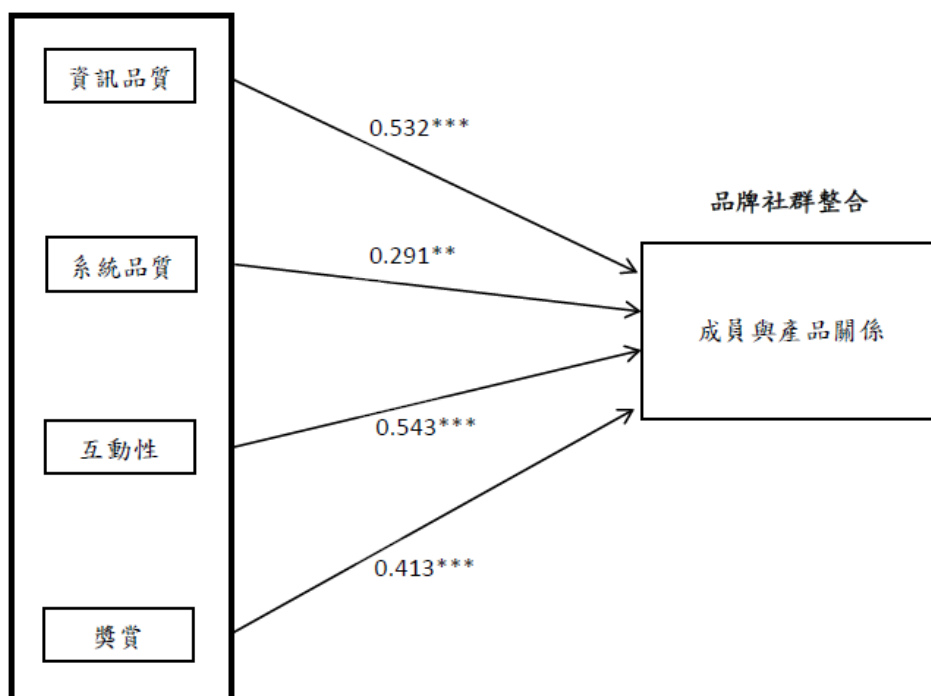 資訊品質
0.532***
品牌社群整合
系統品質
0.291**
成員與產品關係
互動性
0.543***
0.413***
獎賞